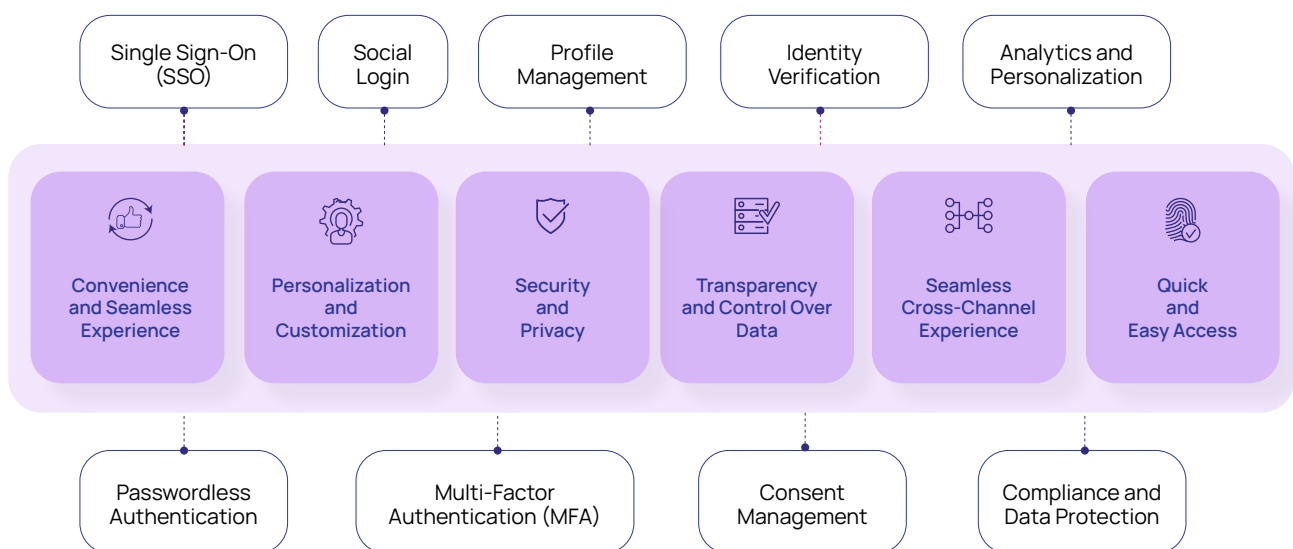 Single Sign-On
(SSO)
Social
Login
Profile
Management
Identity
Verification
Analytics and
Personalization
Convenience
and Seamless
Experience
Personalization
and
Customization
Security
and
Privacy
Transparency
and Control Over
Data
Seamless
Cross-Channel
Experience
Quick
and
Easy Access
Passwordless
Authentication
Multi-Factor
Authentication (MFA)
Consent
Management
Compliance and
Data Protection